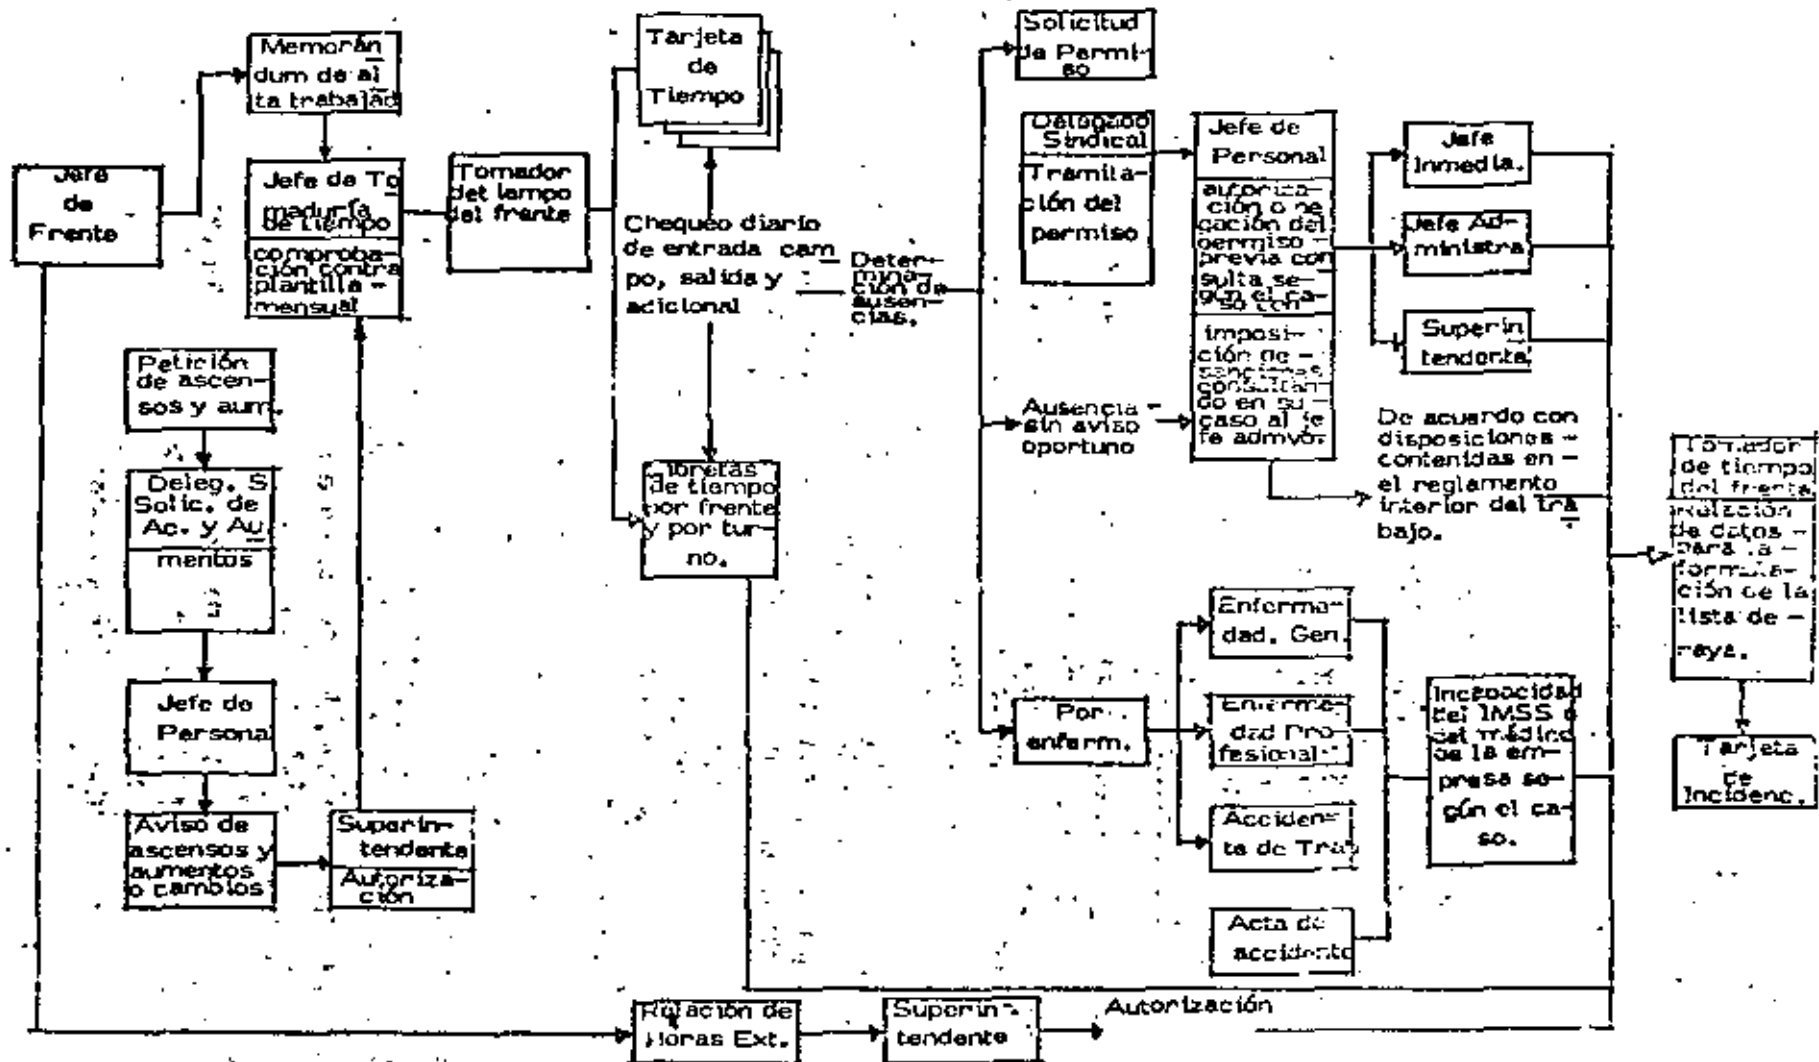 Jefe
de
Frente
Memorán
dum de al
ta trabajad
Jefe de To
maduría
de tiempo
comproba-
ción contra
plantilla -
mensual
Tomador
del tempo
del frente
Tarjeta
de
Tiempo
Chequeo diario
de entrada cam
po, salida y
adicional
Libretas
de tiempo
por frente
y por tur-
no.
Determina-
ción de
ausen-
cias.
Petición
de ascen-
sos y aum.
Deleg. S
Solic. de
Ac. y Au
mentos
Jefe de
Persona
Aviso de
ascensos y
aumentos
o cambios
Superin-
tendente
Autoriza-
ción
Solicitud
de Permi-
so
Delegado
Sindical
Tramita-
ción del
permiso
Jefe de
Personal
autoriza-
ción o ne
gación del
permiso -
previa con
sulta se-
gún el ca-
so con
imposi-
ción de -
sanciones
consultan-
do en su -
caso al je
fe admvo.
Jefe
Inmedia.
Jefe Ad-
ministra
Superin
tendente
Ausencia -
sin aviso
oportuno
De acuerdo con
disposiciones -
contenidas en -
el reglamento
interior del tra
bajo.
Por
enferm.
Enferme-
dad. Gen.
Enferme-
dad Pro-
fesional
Acciden-
te de Trab
Acta de
accidente
Incapacidad
del IMSS o
del médico
de la em-
presa se-
gún el ca-
so.
Tomador
de tiempo
del frente
Relación
de datos -
para la -
formula-
ción de la
lista de -
raya.
Tarjeta
de
Incidenc.
Relación de
Horas Ext.
Superin-
tendente
Autorización